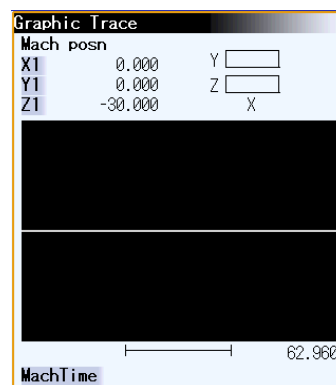 Graphic Trace
Mach posn
X1 0.000 Y
Y1 0.000 Z
Z1 -30.000 X
62.960
MachTime